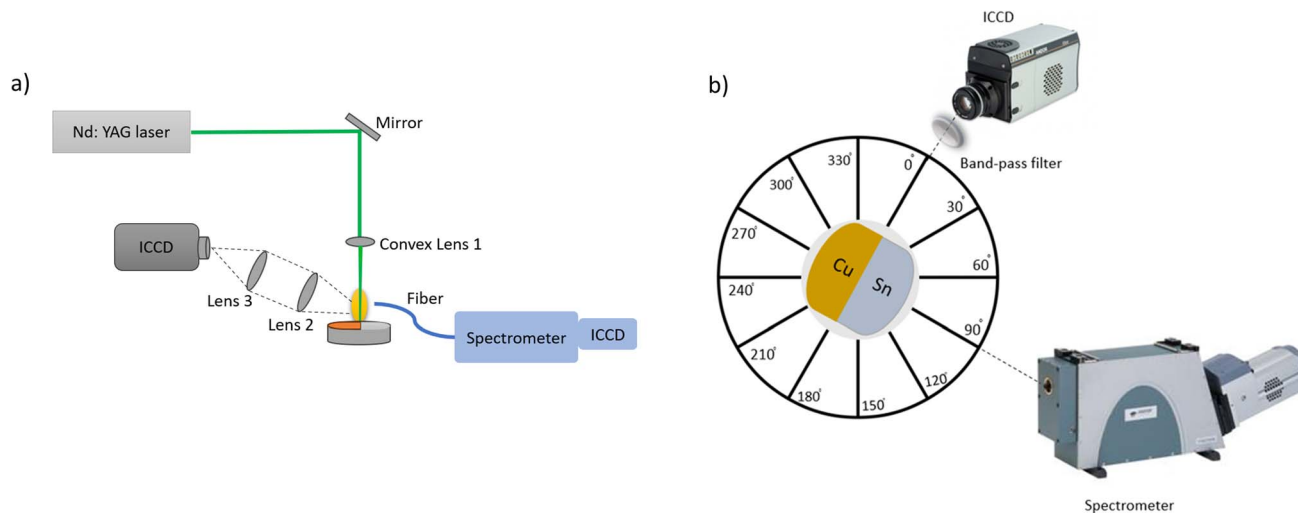 a)
Nd: YAG laser
Mirror
Convex Lens 1
ICCD
Lens 3
Lens 2
Fiber
Spectrometer
ICCD
b)
ICCD
Band-pass filter
0°
30°
60°
90°
120°
150°
180°
210°
240°
270°
300°
330°
Cu
Sn
Spectrometer